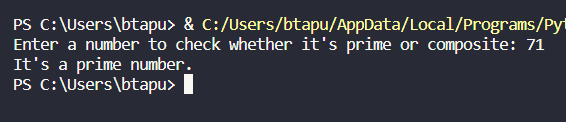 PS C:\Users\btapu> & C:/Users/btapu/AppData/Local/Programs/Py
Enter a number to check whether it's prime or composite: 71
It's a prime number.
PS C:\Users\btapu>